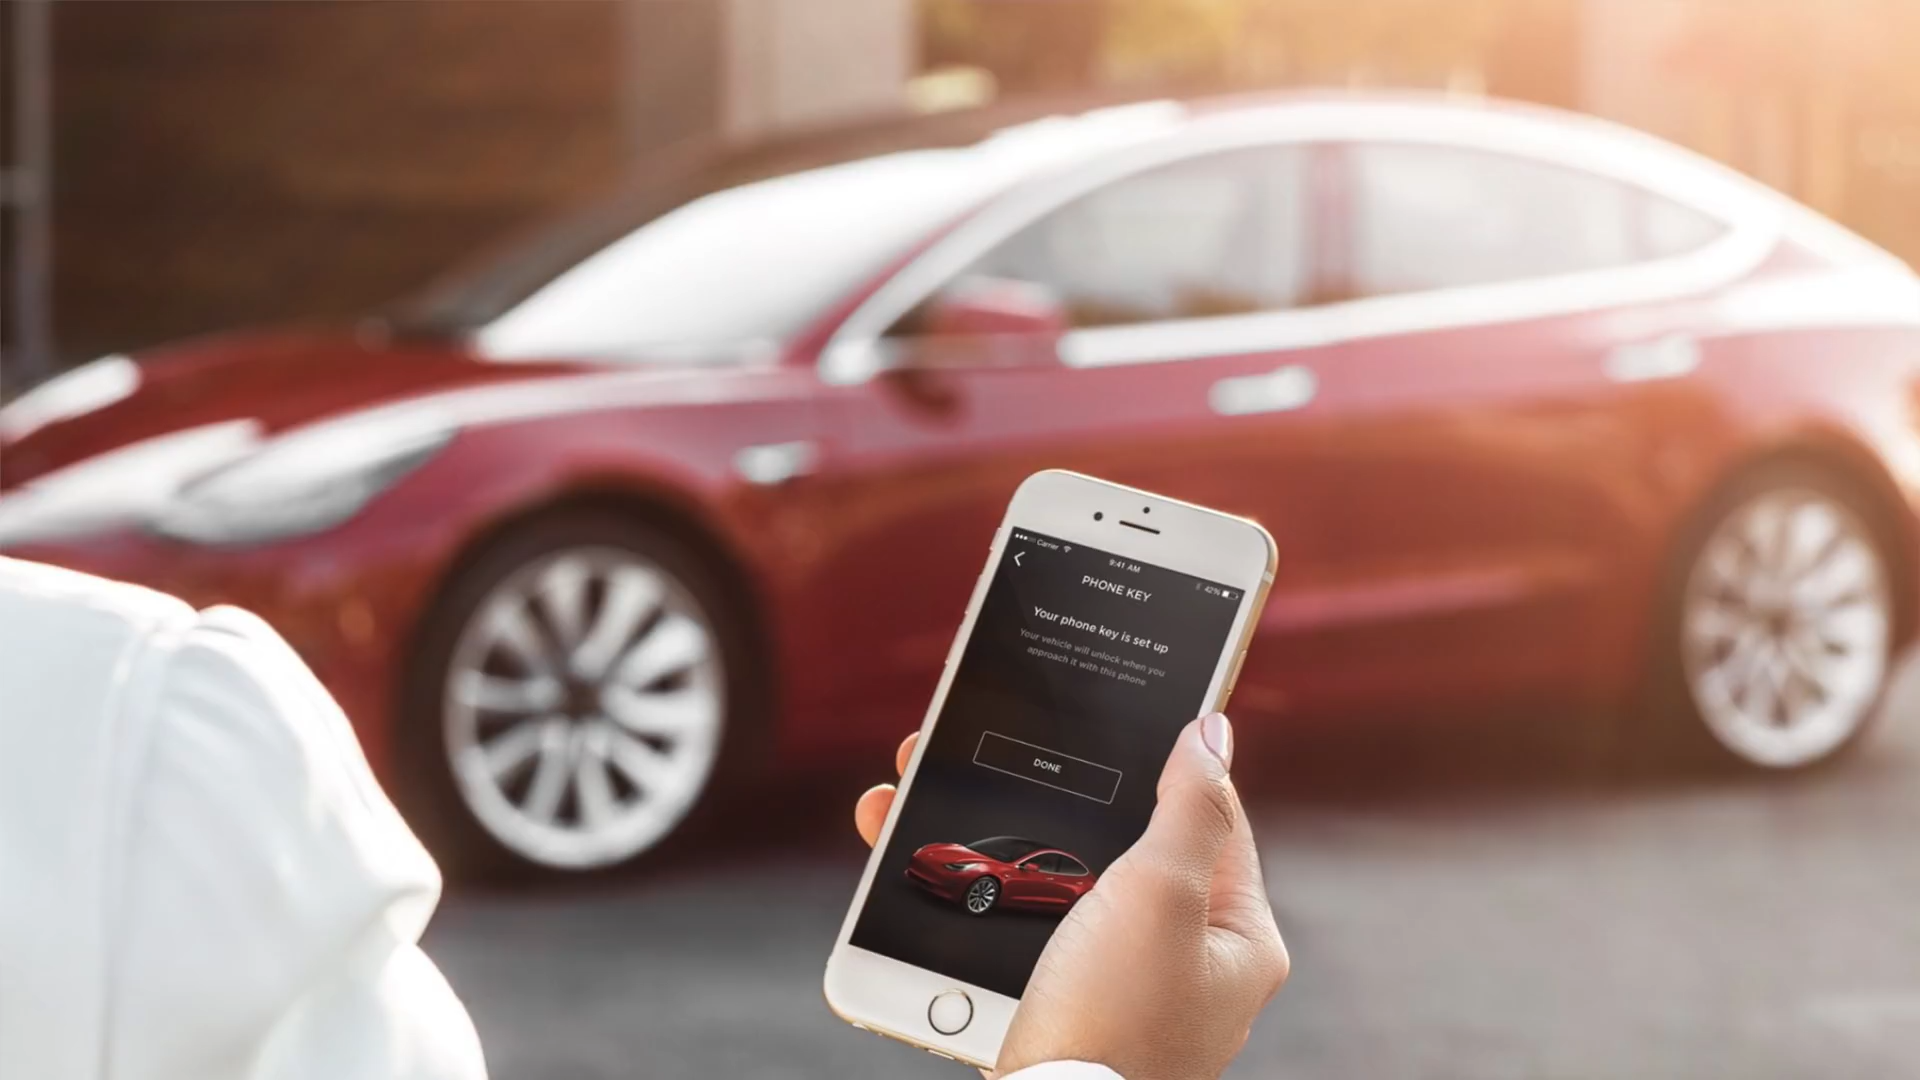 Carrier
9:41 AM
42%
PHONE KEY
Your phone key is set up
Your vehicle will unlock when you
approach it with this phone
DONE